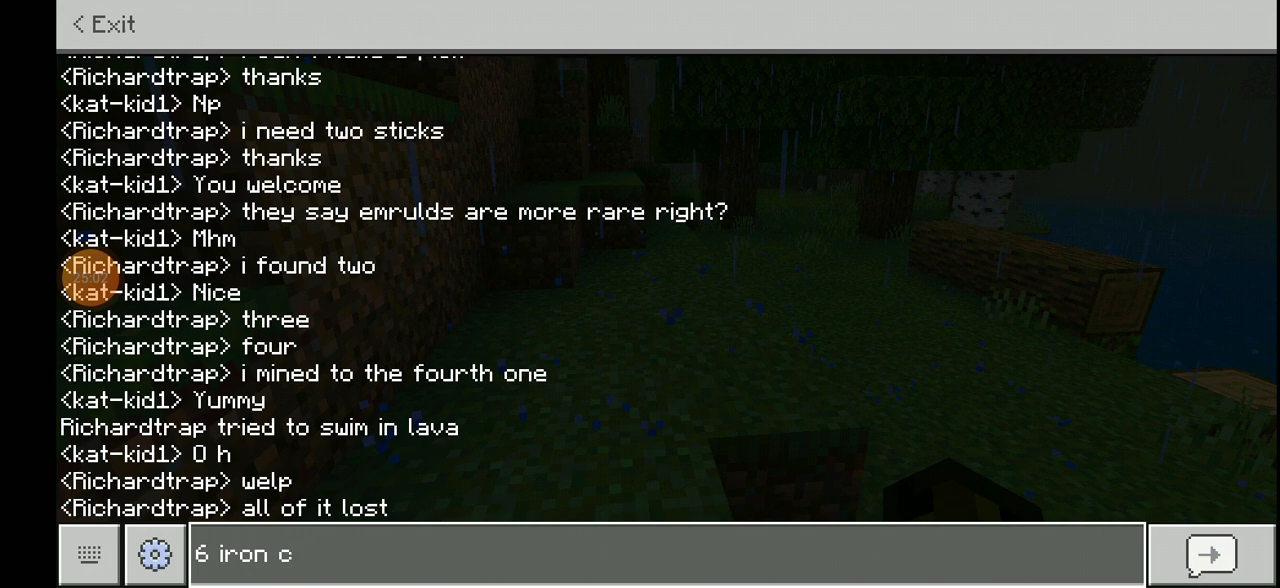 < Exit
<Richardtrap> thanks
<kat-kid1> Np
<Richardtrap> i need two sticks
<Richardtrap> thanks
<kat-kid1> You welcome
<Richardtrap> they say emrulds are more rare right?
<kat-kid1> Mhm
<Richardtrap> i found two
25:02
<kat-kid1> Nice
<Richardtrap> three
<Richardtrap> four
<Richardtrap> i mined to the fourth one
<kat-kid1> Yummy
Richardtrap tried to swim in lava
<kat-kid1> O h
<Richardtrap> welp
<Richardtrap> all of it lost
6 iron c